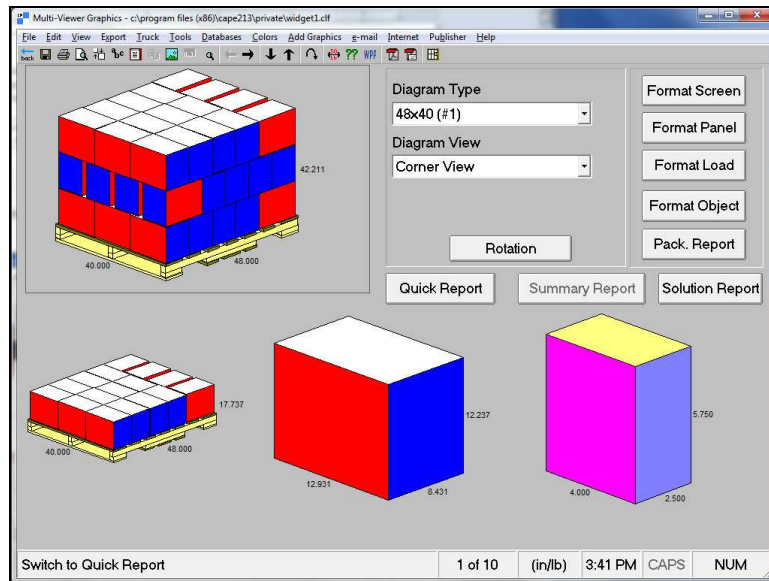 Multi-Viewer Graphics - c:\program files (x86)\cape213\private\widget1.clf
File Edit View Export Truck Tools Databases Colors Add Graphics e-mail Internet Publisher Help
back ?? WPF
Diagram Type
48x40 (#1)
Diagram View
Corner View
Rotation
Format Screen
Format Panel
Format Load
Format Object
Pack. Report
Quick Report Summary Report Solution Report
42.211
40.000 48.000
17.737
40.000 48.000
12.237
12.931 8.431
5.750
4.000 2.500
Switch to Quick Report 1 of 10 (in/lb) 3:41 PM CAPS NUM